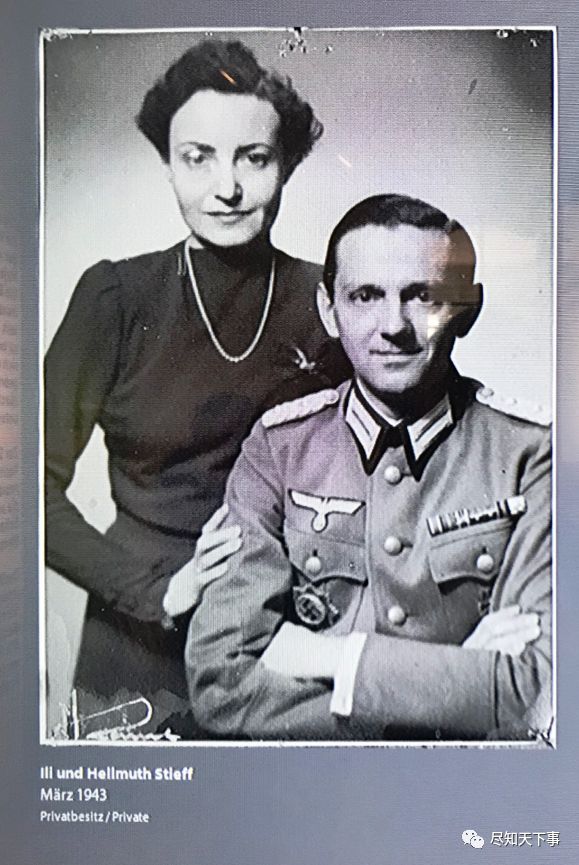 Ili und Hellmuth Stieff
März 1943
Privatbesitz / Private
尽知天下事